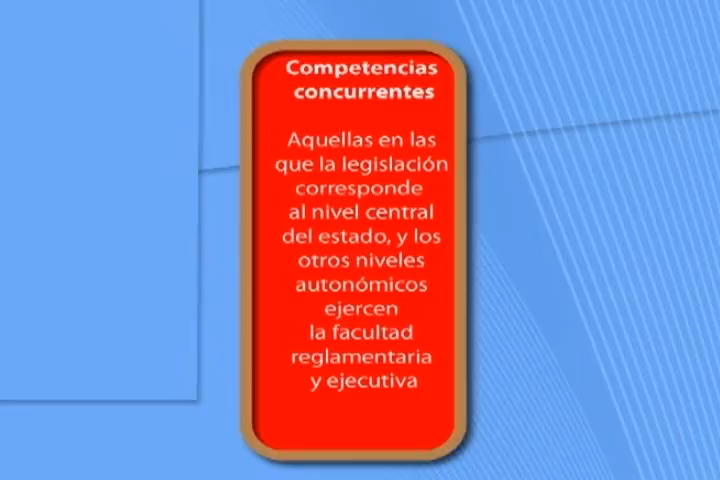 Competencias
concurrentes
Aquellas en las
que la legislación
corresponde
al nivel central
del estado, y los
otros niveles
autonómicos
ejercen
la facultad
reglamentaria
y ejecutiva